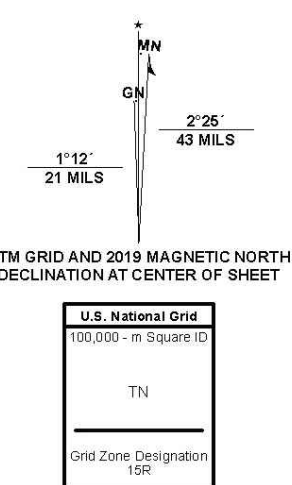 MN
GN
2°25´
43 MILS
1°12´
21 MILS
TM GRID AND 2019 MAGNETIC NORTH
DECLINATION AT CENTER OF SHEET
U.S. National Grid
100,000 - m Square ID
TN
Grid Zone Designation
15R